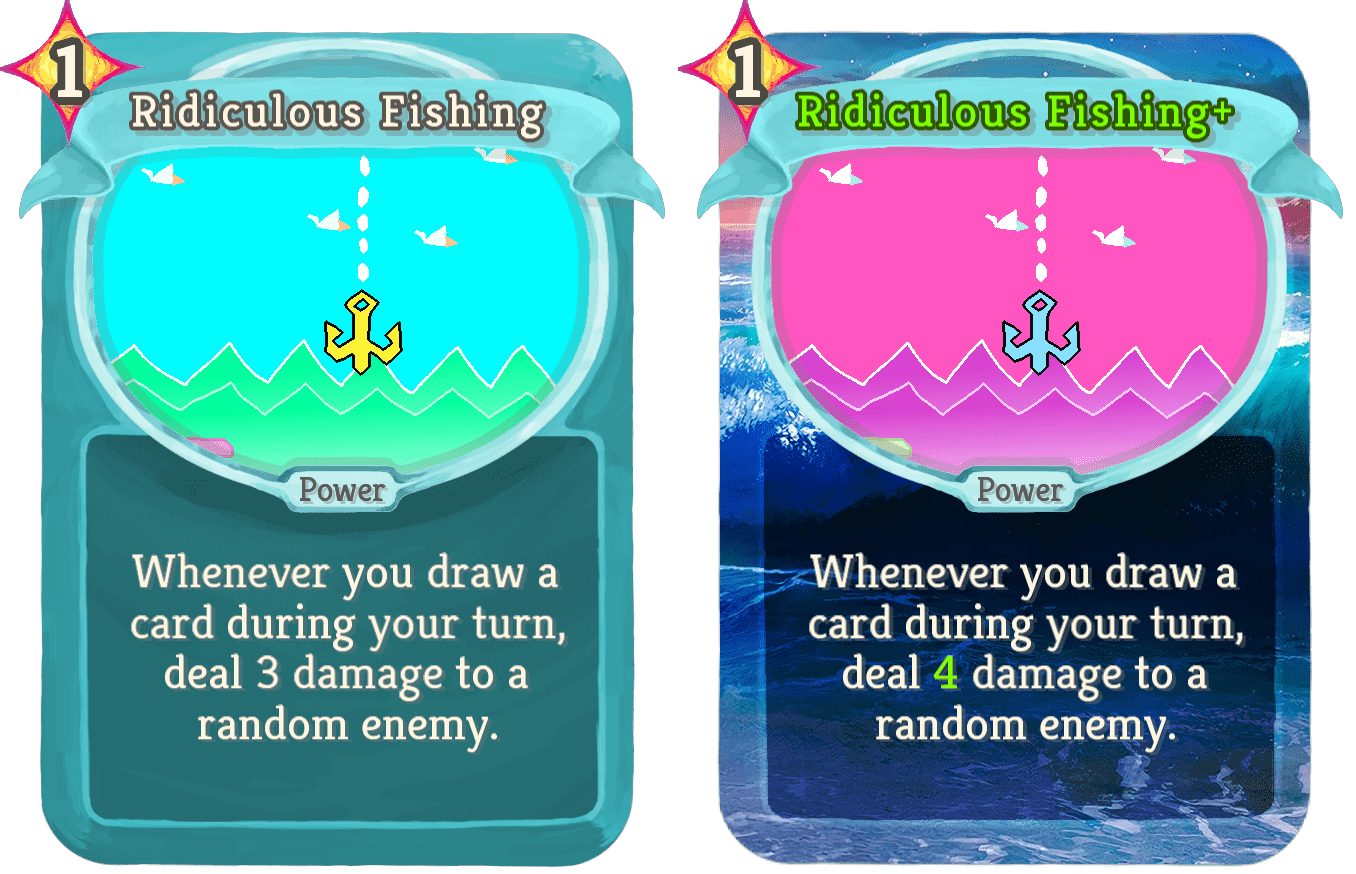 1
Ridiculous Fishing
Power
Whenever you draw a
card during your turn,
deal 3 damage to a
random enemy.
1
Ridiculous Fishing+
Power
Whenever you draw a
card during your turn,
deal 4 damage to a
random enemy.